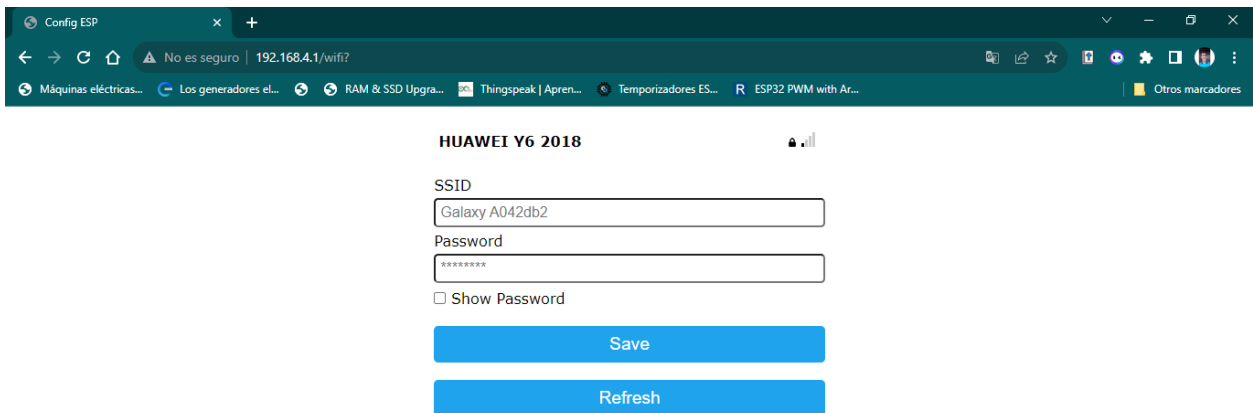 Config ESP
No es seguro | 192.168.4.1/wifi?
Máquinas eléctricas... Los generadores el... RAM & SSD Upgra... Thingspeak | Apren... Temporizadores ES... R ESP32 PWM with Ar... Otros marcadores
HUAWEI Y6 2018
SSID
Galaxy A042db2
Password
********
Show Password
Save
Refresh